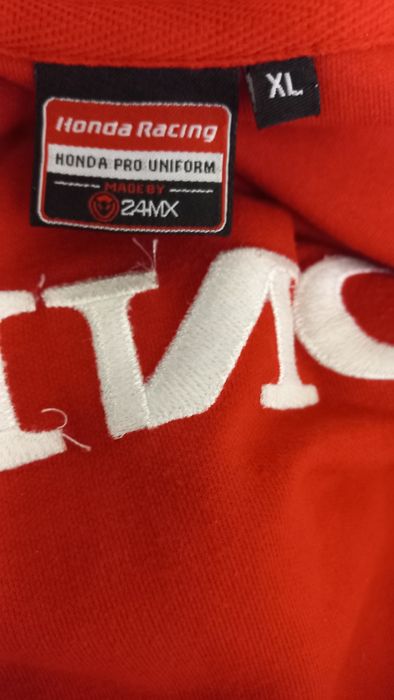 XL
Honda Racing
HONDA PRO UNIFORM
MADE BY
24MX